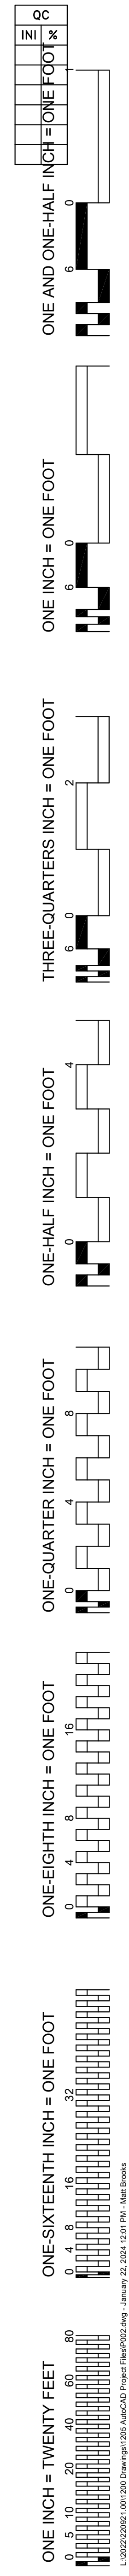 QC
INI %
ONE AND ONE-HALF INCH = ONE FOOT
6 0 1
ONE INCH = ONE FOOT
6 0
THREE-QUARTERS INCH = ONE FOOT
6 0 2
ONE-HALF INCH = ONE FOOT
0 4
ONE-QUARTER INCH = ONE FOOT
0 4 8
ONE-EIGHTH INCH = ONE FOOT
0 4 8 16
ONE-SIXTEENTH INCH = ONE FOOT
0 4 8 16 32
ONE INCH = TWENTY FEET
0 5 10 20 40 60 80
L:\2022\220921.00\1200 Drawings\1205 AutoCAD Project Files\P002.dwg - January 22, 2024 12:01 PM - Matt Brooks